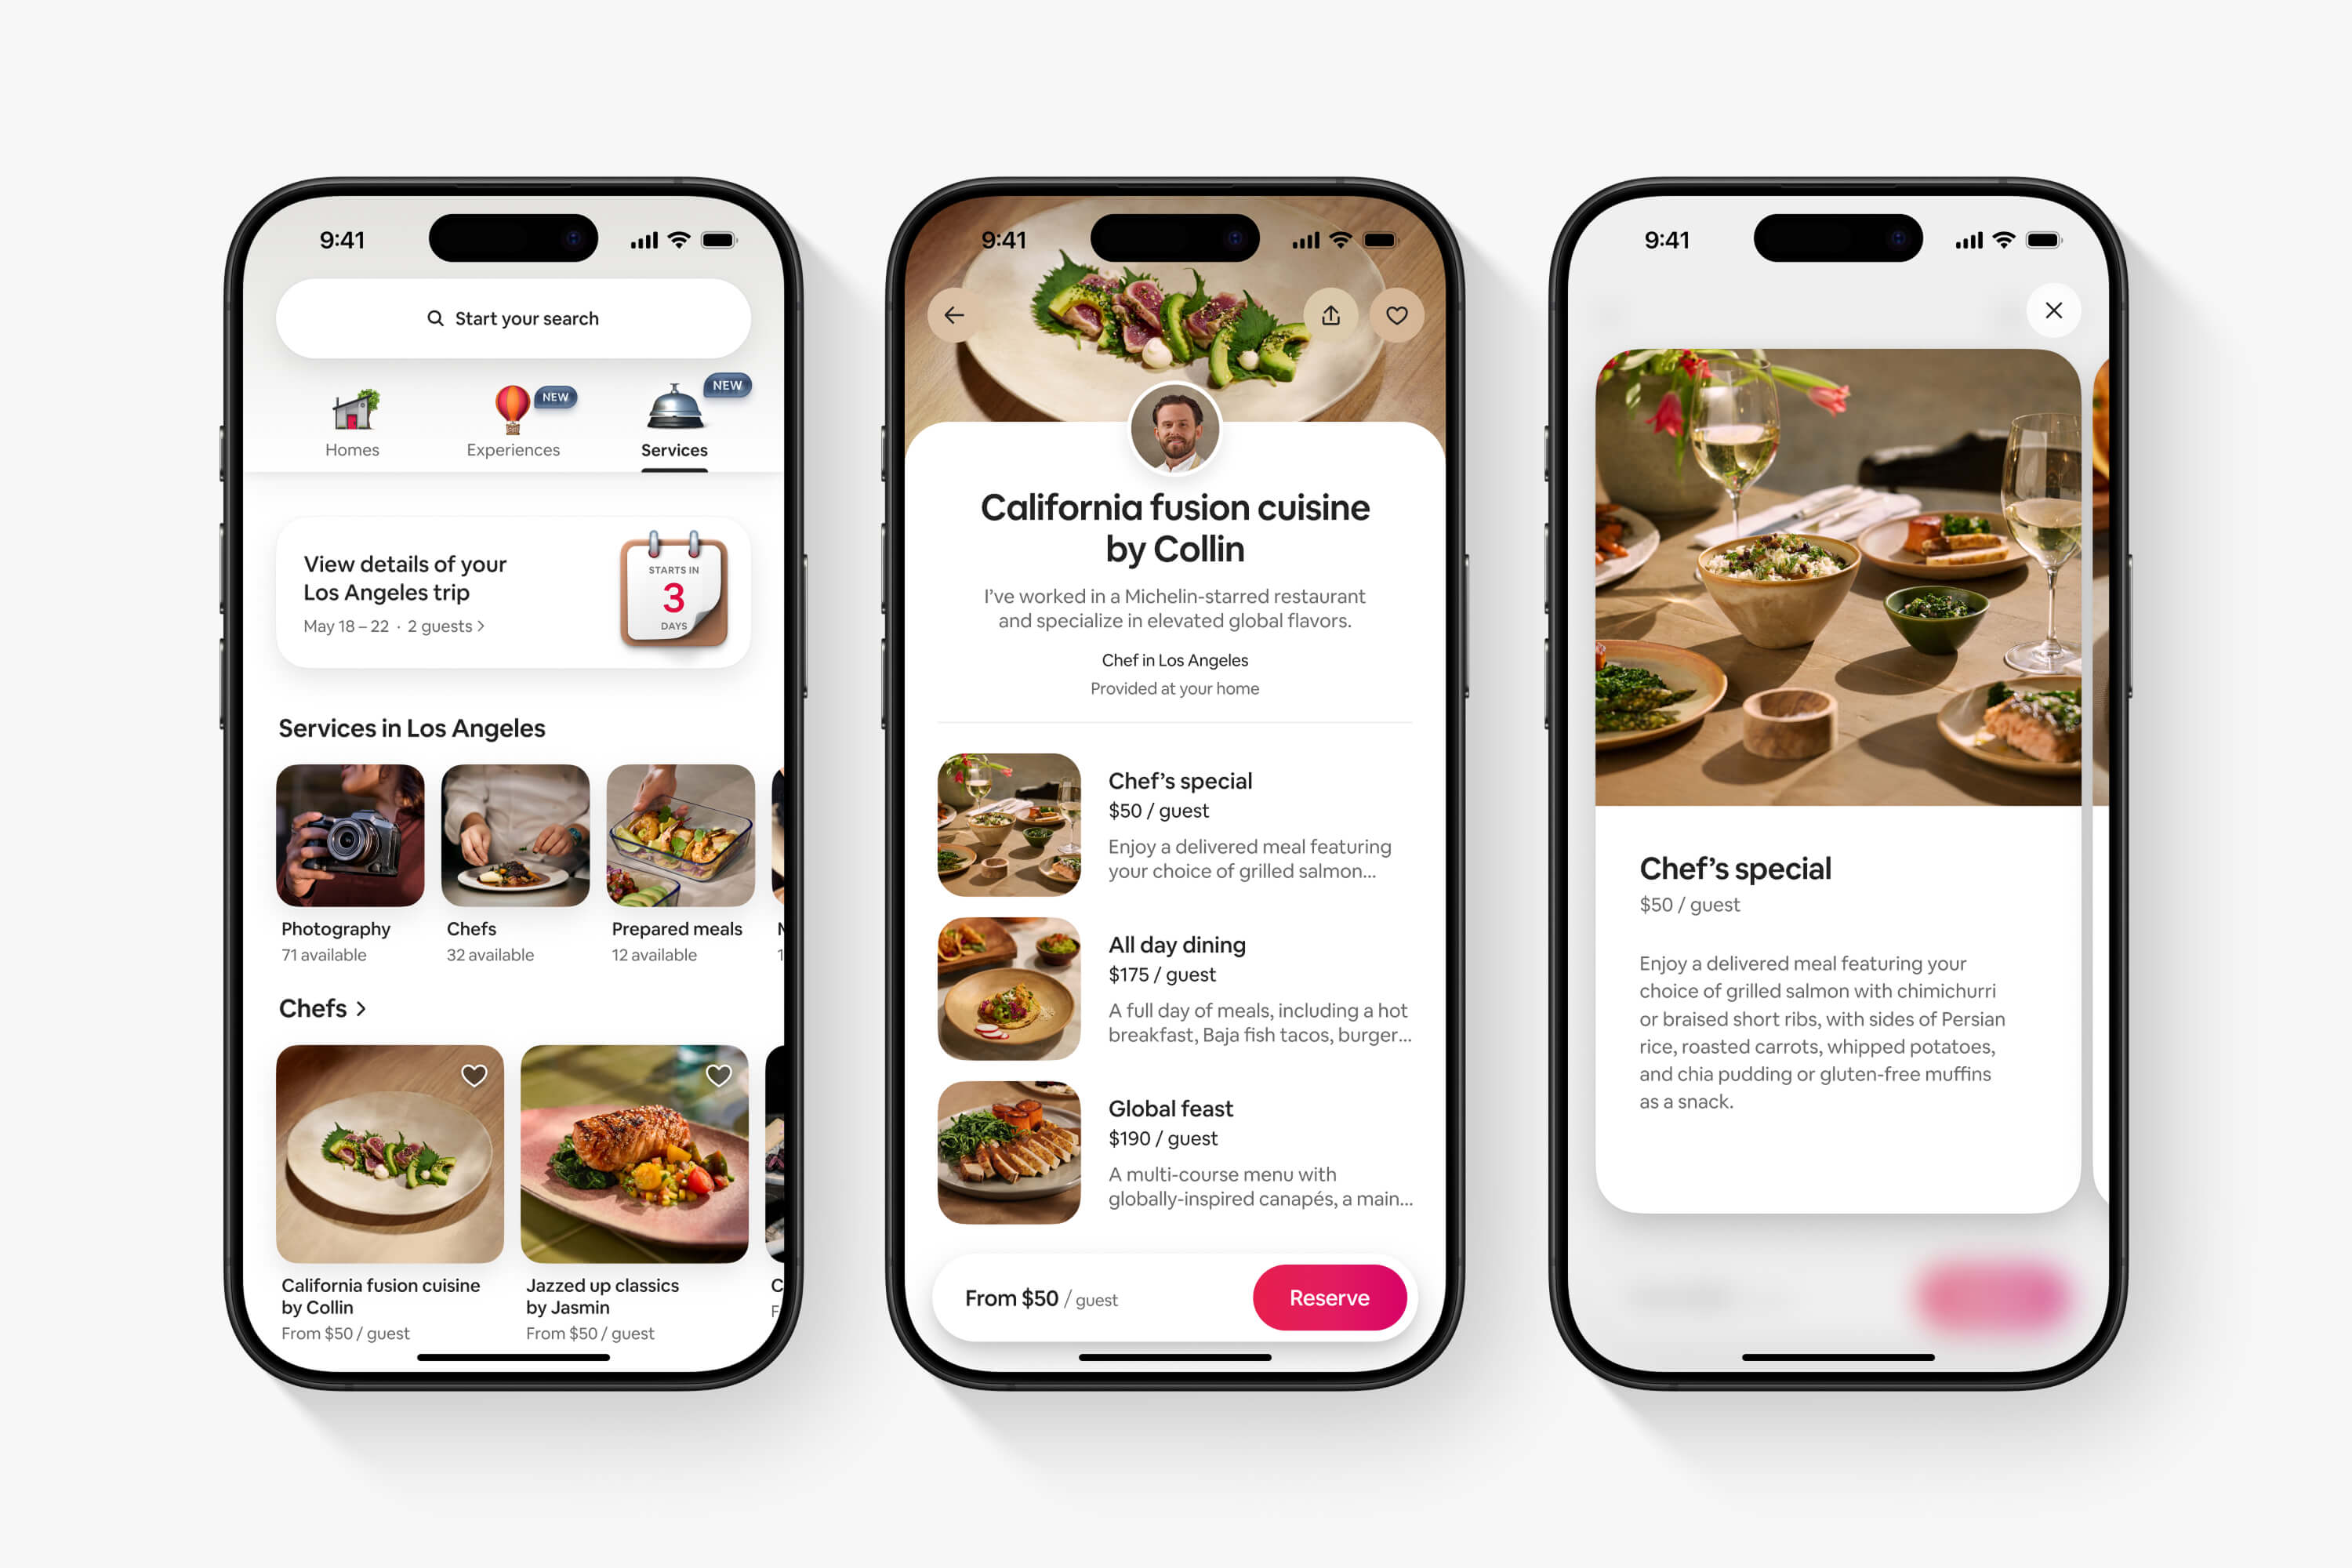 9:41
Start your search
NEW
NEW
Homes
Experiences
Services
View details of your
Los Angeles trip
May 18 – 22 · 2 guests
STARTS IN
3
DAYS
Services in Los Angeles
Photography
71 available
Chefs
32 available
Prepared meals
12 available
Chefs
California fusion cuisine
by Collin
From $50 / guest
Jazzed up classics
by Jasmin
From $50 / guest
9:41
California fusion cuisine
by Collin
I’ve worked in a Michelin-starred restaurant
and specialize in elevated global flavors.
Chef in Los Angeles
Provided at your home
Chef’s special
$50 / guest
Enjoy a delivered meal featuring
your choice of grilled salmon...
All day dining
$175 / guest
A full day of meals, including a hot
breakfast, Baja fish tacos, burger...
Global feast
$190 / guest
A multi-course menu with
globally-inspired canapés, a main...
From $50 / guest
Reserve
9:41
Chef’s special
$50 / guest
Enjoy a delivered meal featuring your
choice of grilled salmon with chimichurri
or braised short ribs, with sides of Persian
rice, roasted carrots, whipped potatoes,
and chia pudding or gluten-free muffins
as a snack.